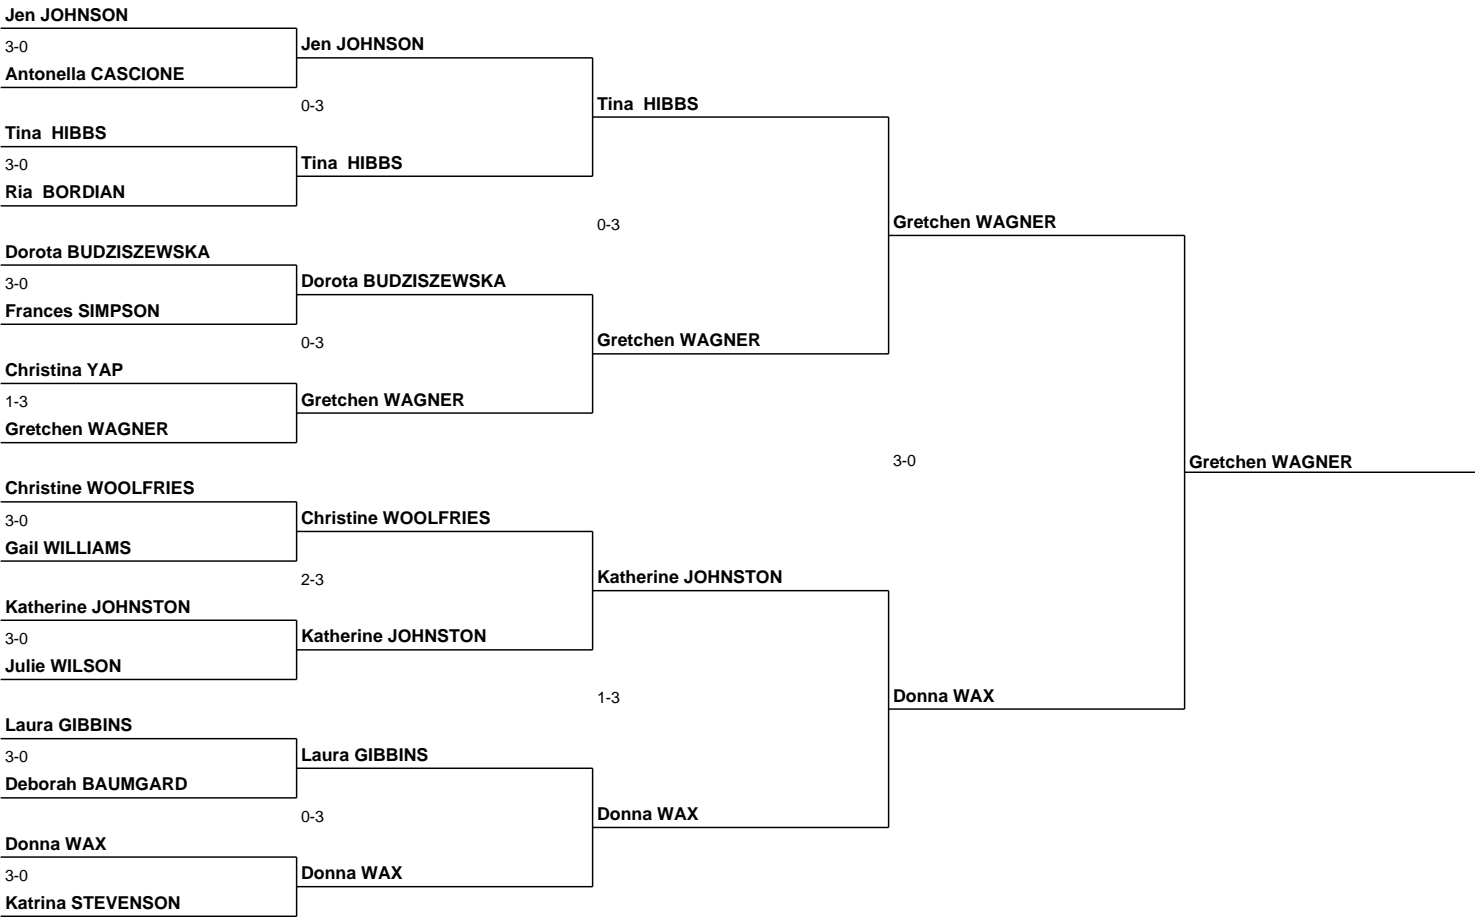 Jen JOHNSON
3-0
Antonella CASCIONE
Tina  HIBBS
3-0
Ria  BORDIAN
Dorota BUDZISZEWSKA
3-0
Frances SIMPSON
Christina YAP
1-3
Gretchen WAGNER
Christine WOOLFRIES
3-0
Gail WILLIAMS
Katherine JOHNSTON
3-0
Julie WILSON
Laura GIBBINS
3-0
Deborah BAUMGARD
Donna WAX
3-0
Katrina STEVENSON
Jen JOHNSON
0-3
Tina  HIBBS
Dorota BUDZISZEWSKA
0-3
Gretchen WAGNER
Christine WOOLFRIES
2-3
Katherine JOHNSTON
Laura GIBBINS
0-3
Donna WAX
Tina  HIBBS
0-3
Gretchen WAGNER
Katherine JOHNSTON
1-3
Donna WAX
Gretchen WAGNER
3-0
Donna WAX
Gretchen WAGNER